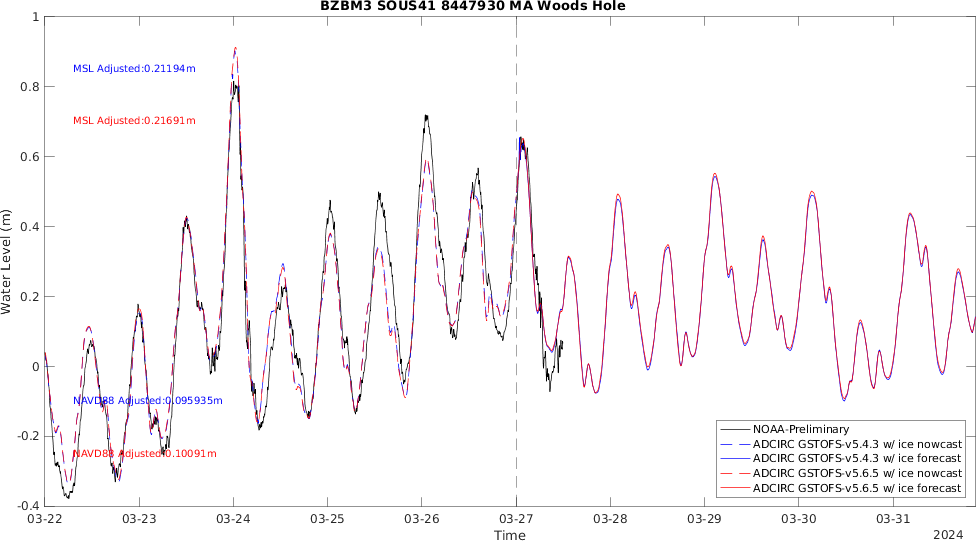 BZBM3 SOUS41 8447930 MA Woods Hole
Water Level (m)
1
0.8
0.6
0.4
0.2
0
-0.2
-0.4
MSL Adjusted:0.21194m
MSL Adjusted:0.21691m
NAVD88 Adjusted:0.095935m
NAVD88 Adjusted:0.10091m
NOAA-Preliminary
ADCIRC GSTOFS-v5.4.3 w/ ice nowcast
ADCIRC GSTOFS-v5.4.3 w/ ice forecast
ADCIRC GSTOFS-v5.6.5 w/ ice nowcast
ADCIRC GSTOFS-v5.6.5 w/ ice forecast
03-22 03-23 03-24 03-25 03-26 03-27 03-28 03-29 03-30 03-31
Time
2024